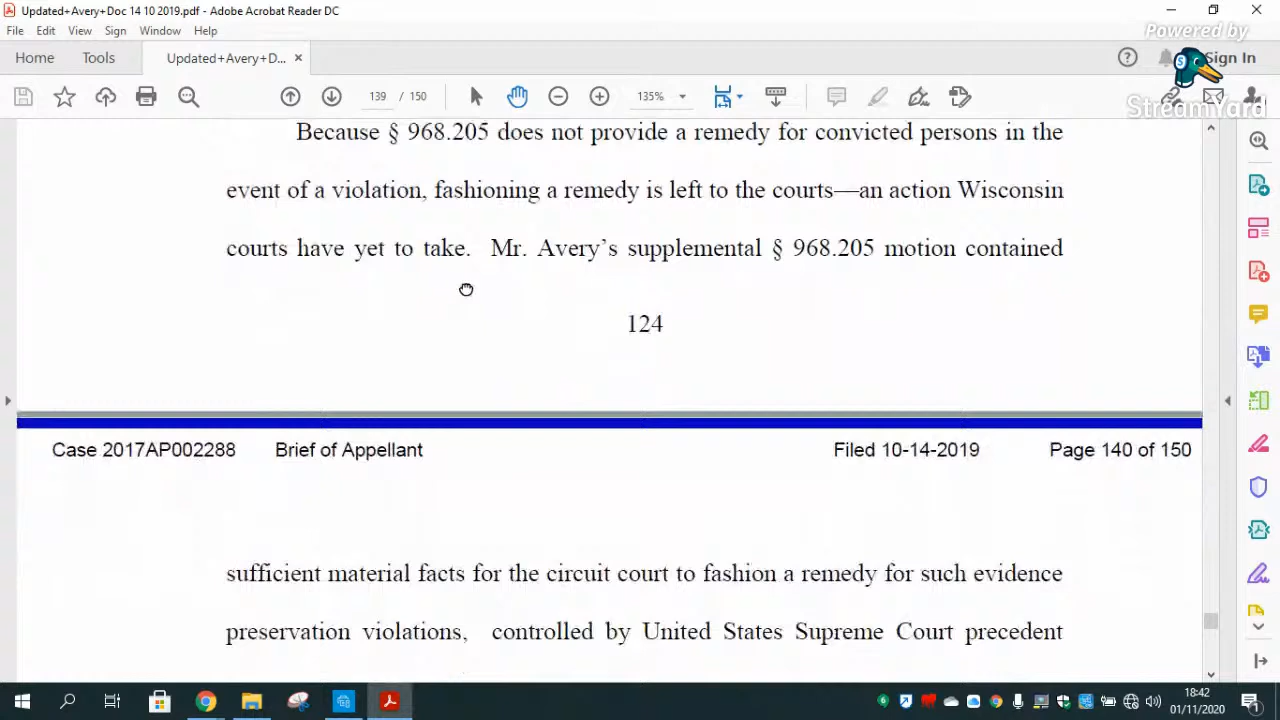 Updated+Avery+Doc 14 10 2019.pdf - Adobe Acrobat Reader DC
File Edit View Sign Window Help
Powered by
Home Tools Updated+Avery+D... × Sign In
StreamYard
139 / 150 135%
Because § 968.205 does not provide a remedy for convicted persons in the
event of a violation, fashioning a remedy is left to the courts—an action Wisconsin
courts have yet to take. Mr. Avery’s supplemental § 968.205 motion contained
124
Case 2017AP002288 Brief of Appellant Filed 10-14-2019 Page 140 of 150
sufficient material facts for the circuit court to fashion a remedy for such evidence
preservation violations, controlled by United States Supreme Court precedent
18:42
01/11/2020